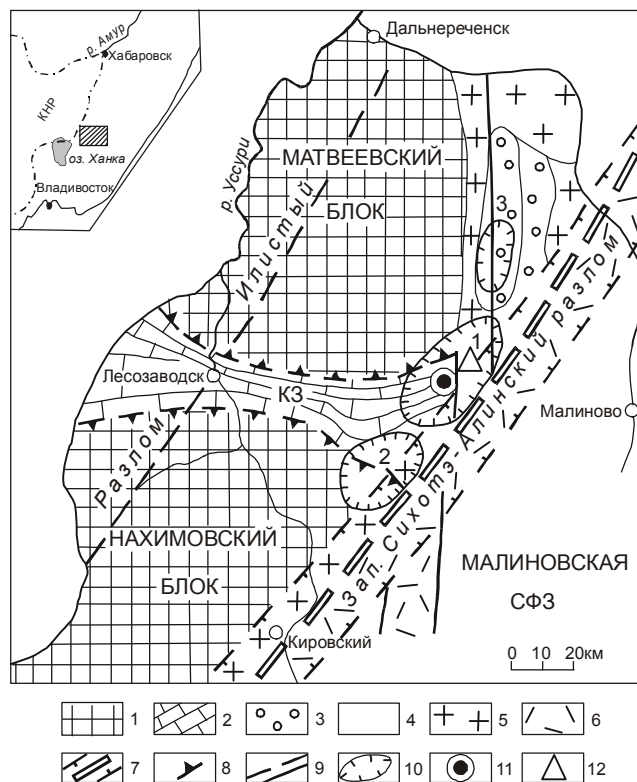 р. Амур
Хабаровск
КНР
оз. Ханка
Владивосток
Дальнереченск
р. Уссури
МАТВЕЕВСКИЙ
БЛОК
Илистый
3
1
КЗ
Лесозаводск
Малиново
2
Разлом
НАХИМОВСКИЙ
БЛОК
Зап. Сихотэ-Алинский разлом
МАЛИНОВСКАЯ
СФЗ
Кировский
0 10 20км
1 2 3 4 5 6
7 8 9 10 11 12